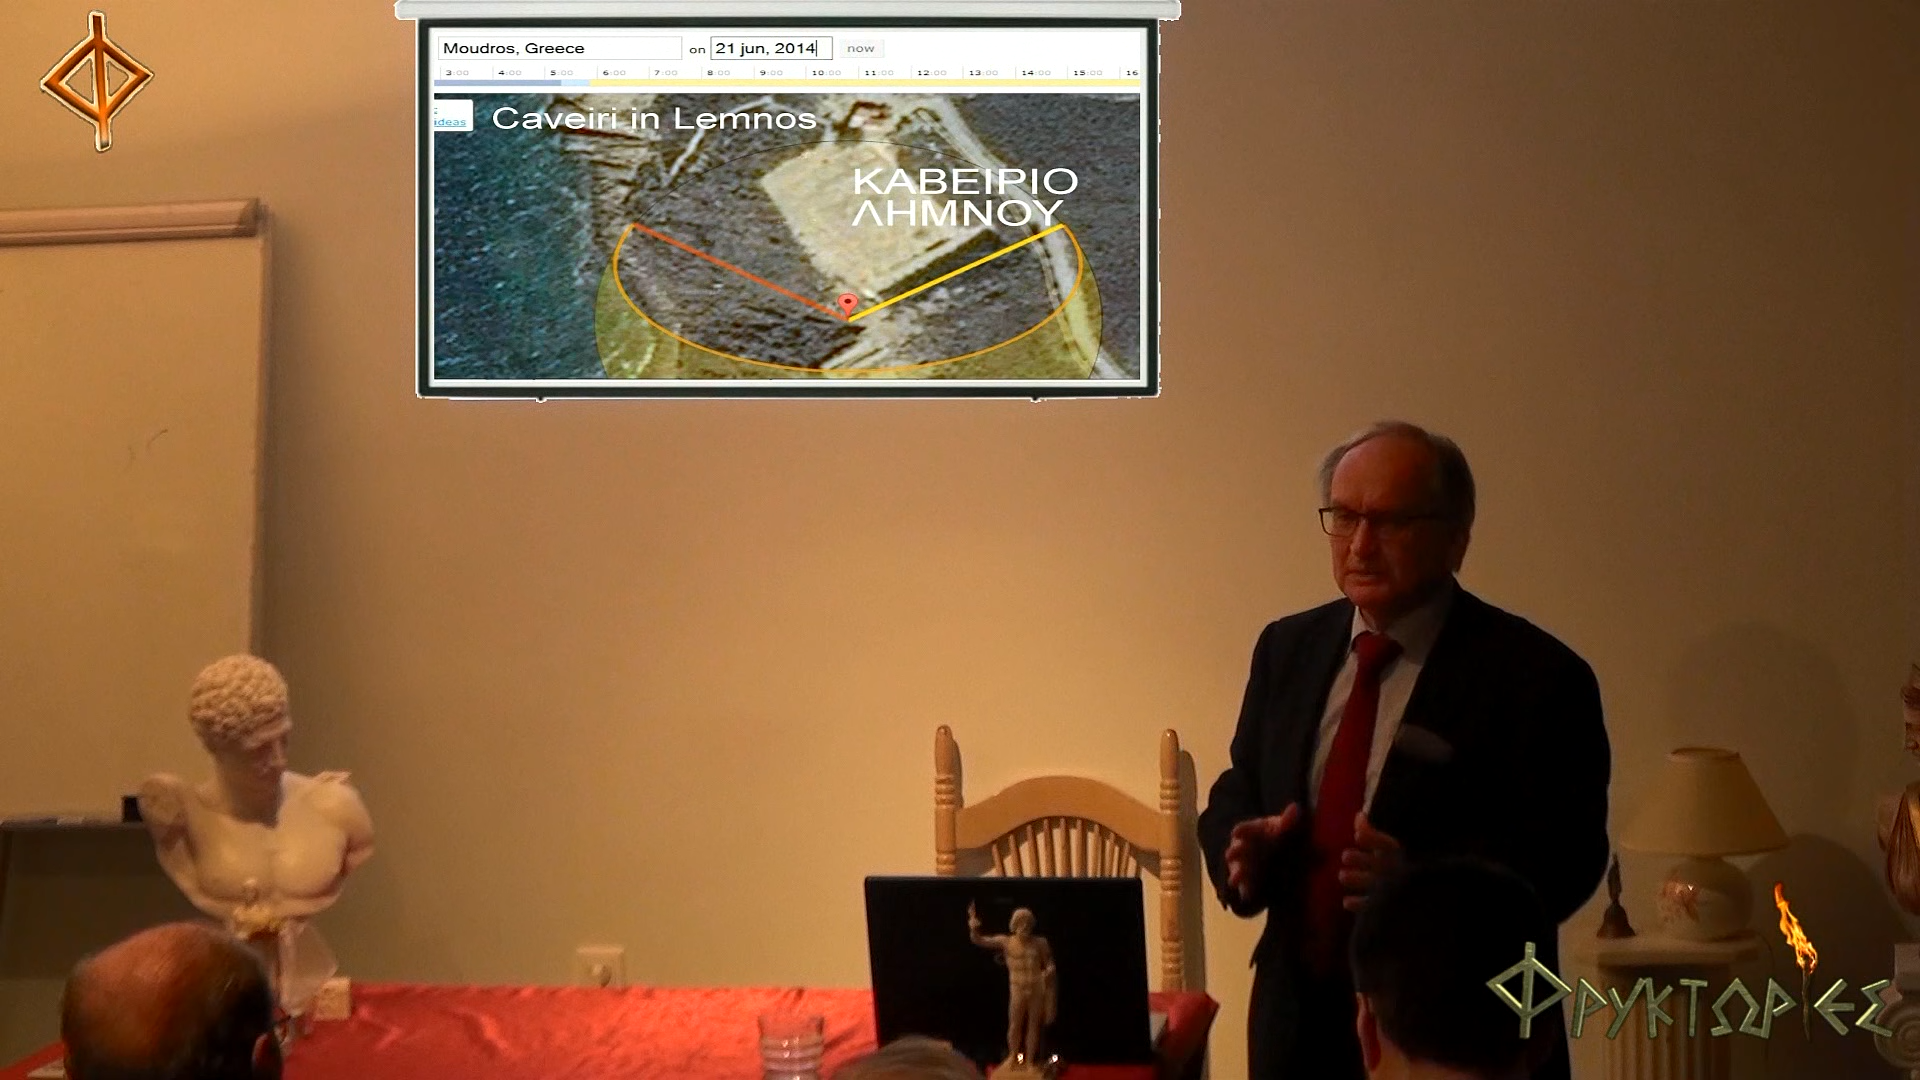 Moudros, Greece on 21 jun, 2014 now
3:00 4:00 5:00 6:00 7:00 8:00 9:00 10:00 11:00 12:00 13:00 14:00 15:00 16
ideas
Caveiri in Lemnos
ΚΑΒΕΙΡΙΟ
ΛΗΜΝΟΥ
ΦΡΥΚΤΩΡΙΕΣ